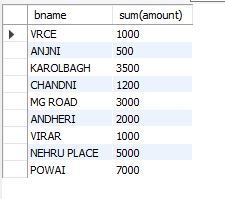 bname sum(amount)
VRCE 1000
ANJNI 500
KAROLBAGH 3500
CHANDNI 1200
MG ROAD 3000
ANDHERI 2000
VIRAR 1000
NEHRU PLACE 5000
POWAI 7000